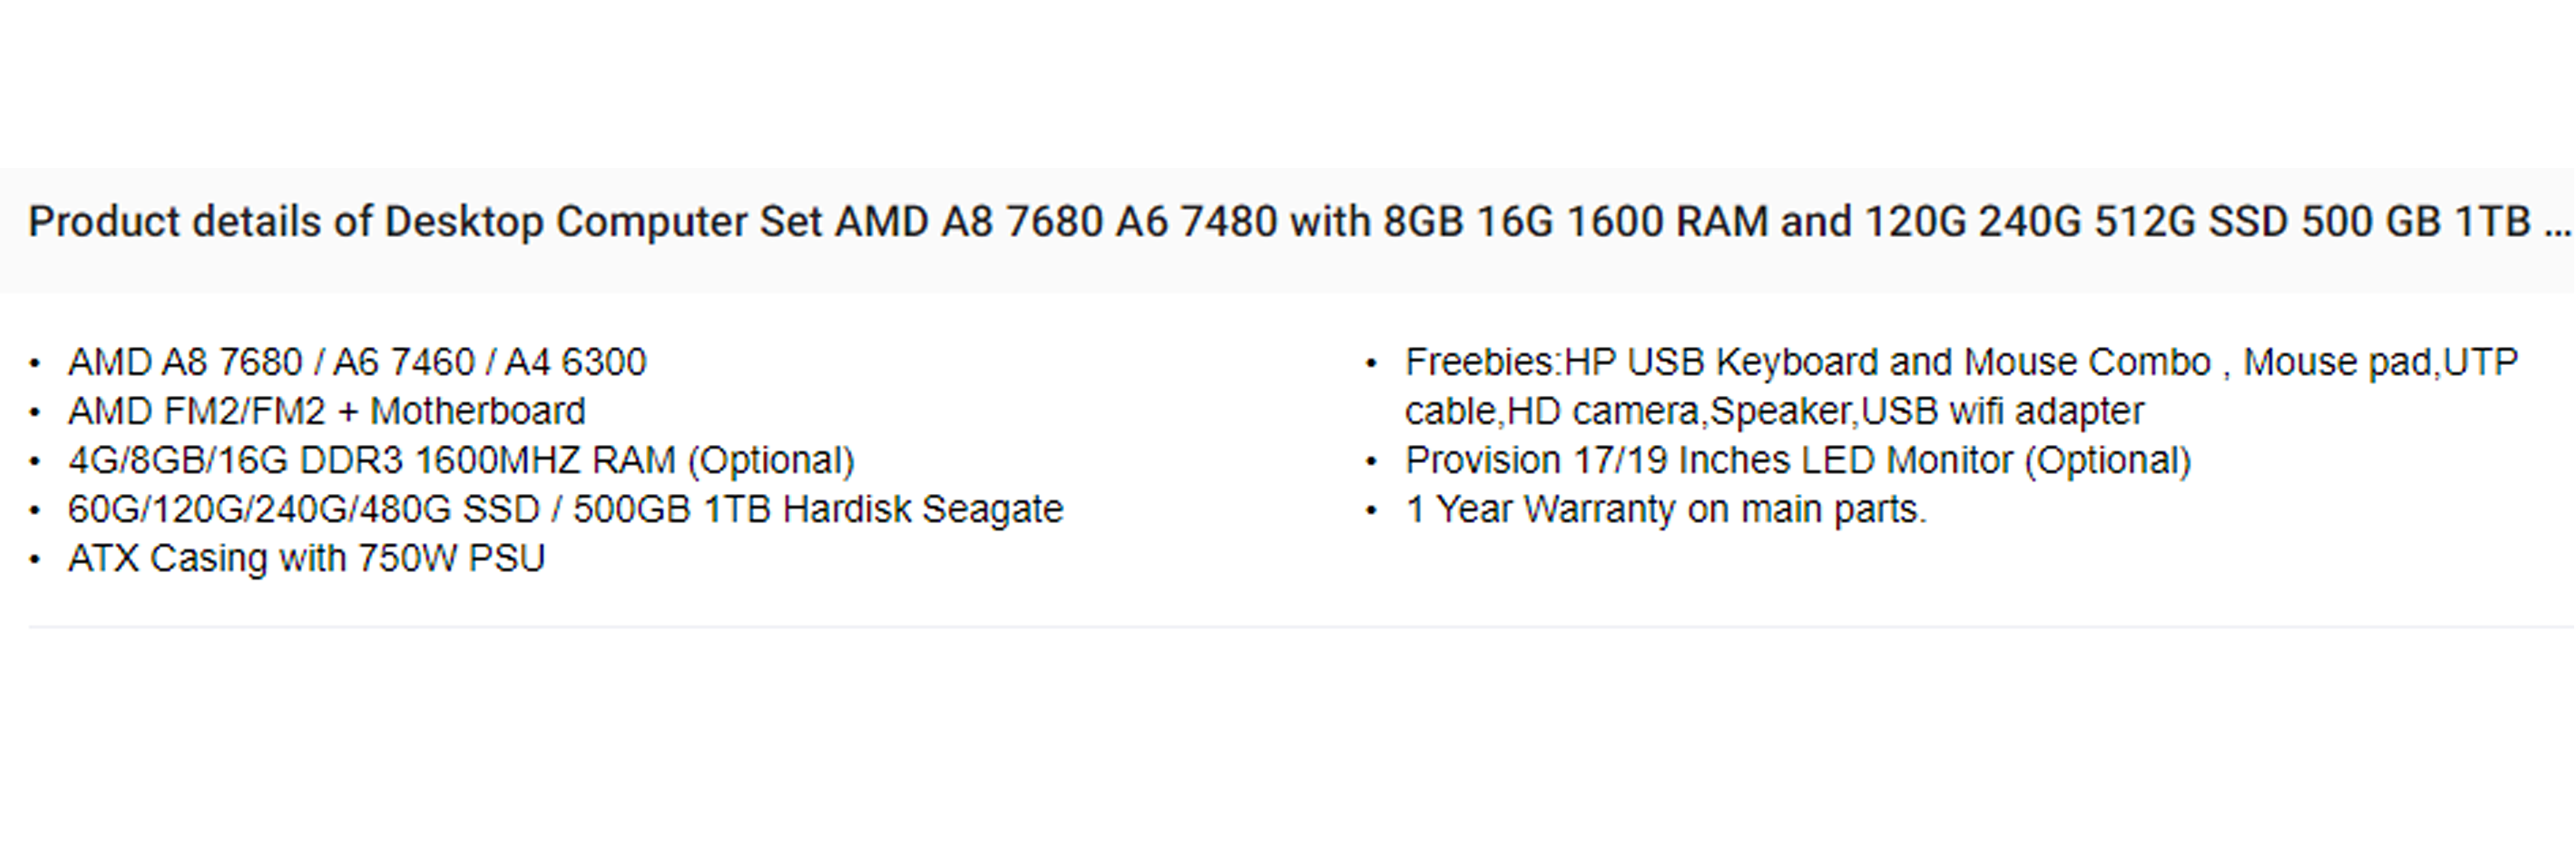 Product details of Desktop Computer Set AMD A8 7680 A6 7480 with 8GB 16G 1600 RAM and 120G 240G 512G SSD 500 GB 1TB ...
• AMD A8 7680 / A6 7460 / A4 6300
• AMD FM2/FM2 + Motherboard
• 4G/8GB/16G DDR3 1600MHZ RAM (Optional)
• 60G/120G/240G/480G SSD / 500GB 1TB Hardisk Seagate
• ATX Casing with 750W PSU
• Freebies:HP USB Keyboard and Mouse Combo , Mouse pad,UTP
cable,HD camera,Speaker,USB wifi adapter
• Provision 17/19 Inches LED Monitor (Optional)
• 1 Year Warranty on main parts.